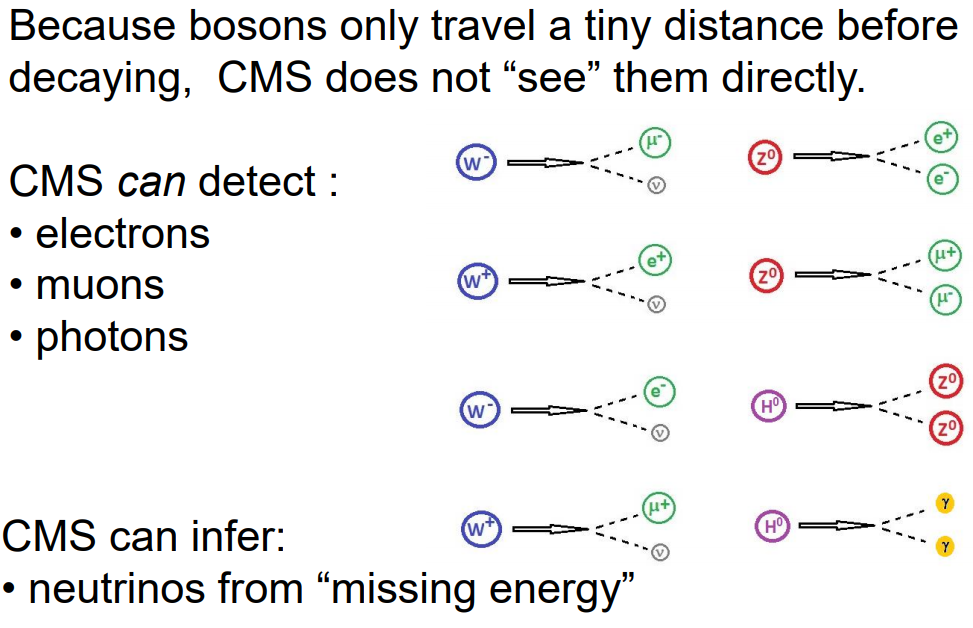 Because bosons only travel a tiny distance before
decaying,  CMS does not “see” them directly.
CMS can detect :
• electrons
• muons
• photons
W⁻ μ⁻ ν
Z⁰ e⁺ e⁻
W⁺ e⁺ ν
Z⁰ μ⁺ μ⁻
W⁻ e⁻ ν
H⁰ Z⁰ Z⁰
W⁺ μ⁺ ν
H⁰ γ γ
CMS can infer:
• neutrinos from “missing energy”